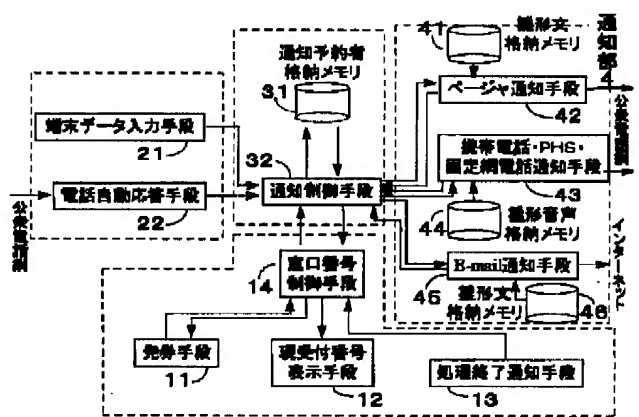 41
雛形文
格納メモリ
通知部4
通知予約者
格納メモリ
31
ページャ通知手段
42
端末データ入力手段
21
32
通知制御手段
携帯電話・PHS・
固定網電話通知手段
43
電話自動応答手段
22
公衆電話網
公衆電話網
44
雛形音声
格納メモリ
インターネット
14
窓口番号
制御手段
E-mail通知手段
45
雛形文
格納メモリ
46
発券手段
11
現受付番号
表示手段
12
処理終了通知手段
13